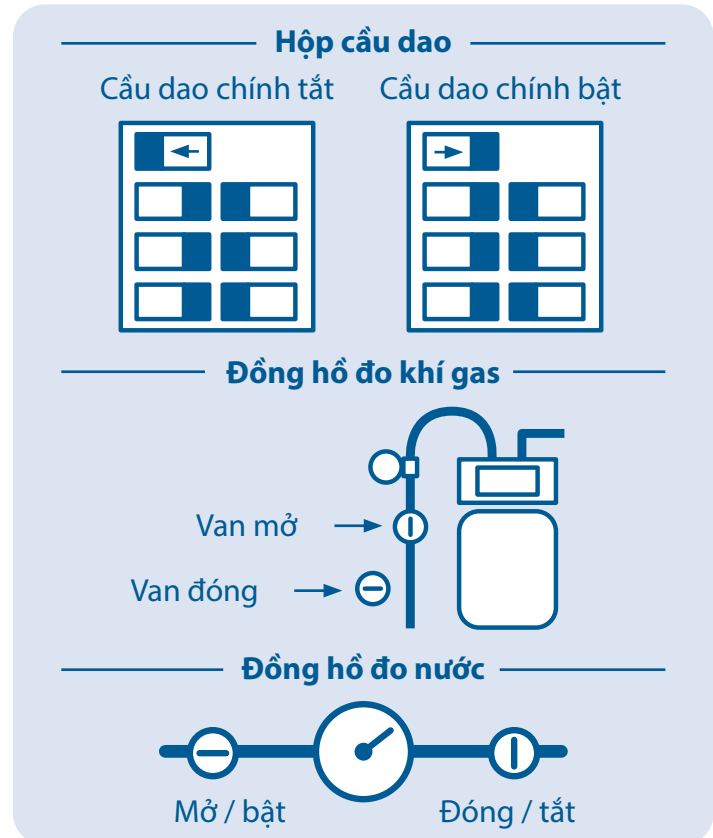 Hộp cầu dao
Cầu dao chính tắt
Cầu dao chính bật
Đồng hồ đo khí gas
Van mở
Van đóng
Đồng hồ đo nước
Mở / bật
Đóng / tắt